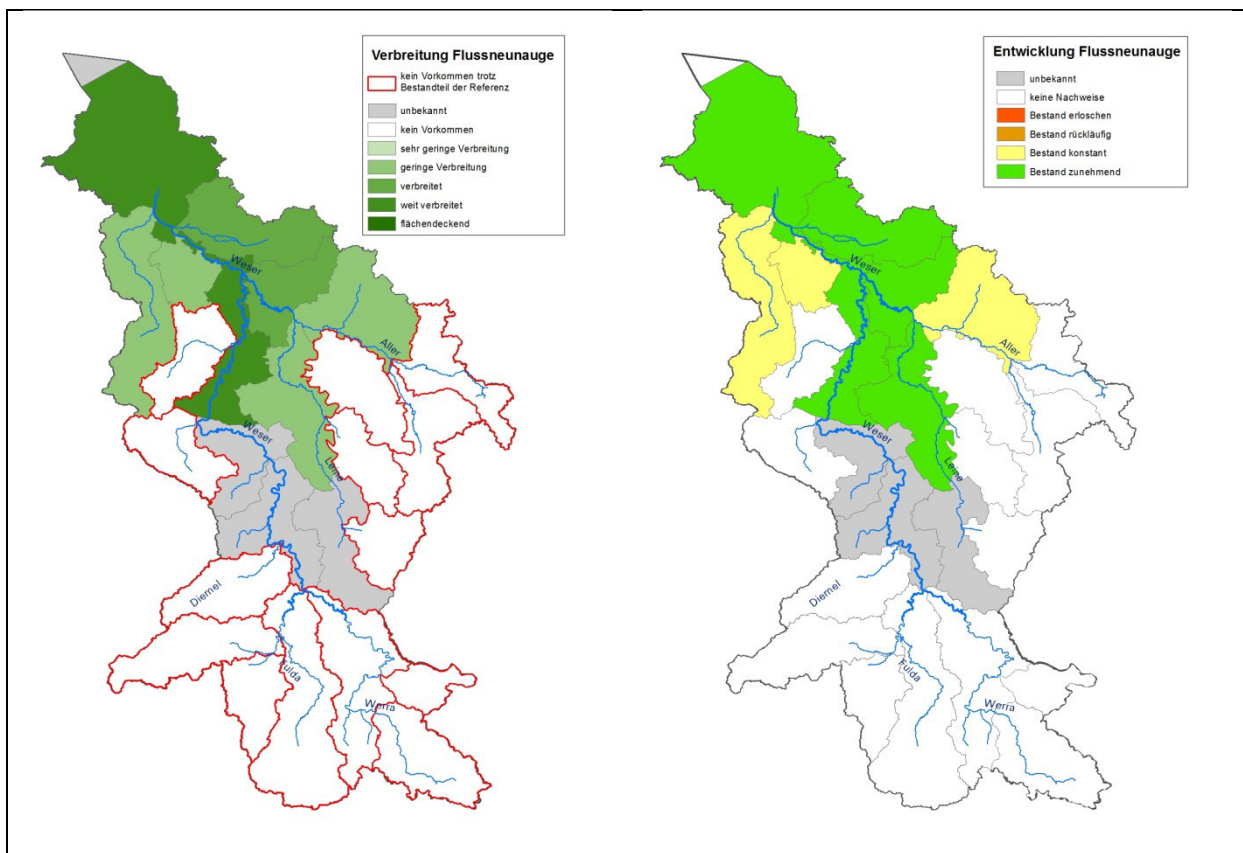 Verbreitung Flussneunauge
kein Vorkommen trotz
Bestandteil der Referenz
unbekannt
kein Vorkommen
sehr geringe Verbreitung
geringe Verbreitung
verbreitet
weit verbreitet
flächendeckend
Weser
Aller
Weser
Leine
Diemel
Fulda
Werra
Entwicklung Flussneunauge
unbekannt
keine Nachweise
Bestand erloschen
Bestand rückläufig
Bestand konstant
Bestand zunehmend
Weser
Aller
Weser
Leine
Diemel
Fulda
Werra